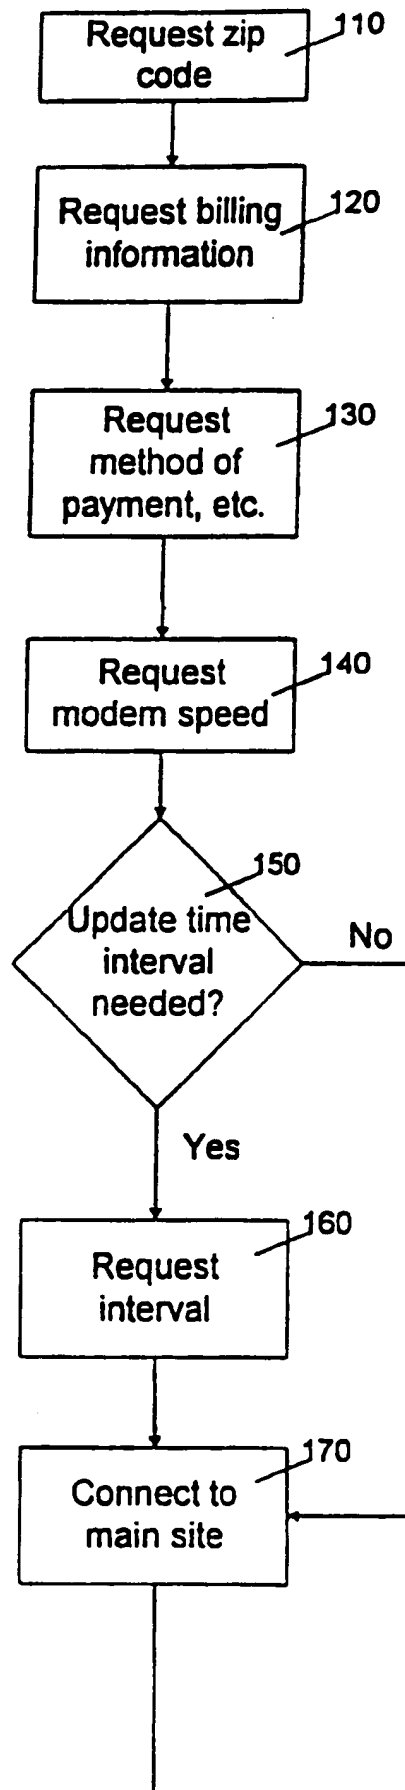 Request zip
code
110
Request billing
information
120
Request
method of
payment, etc.
130
Request
modem speed
140
150
Update time
interval
needed?
No
Yes
160
Request
interval
170
Connect to
main site